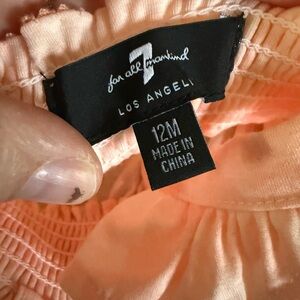 7
for all mankind
LOS ANGEL
12M
MADE IN
CHINA